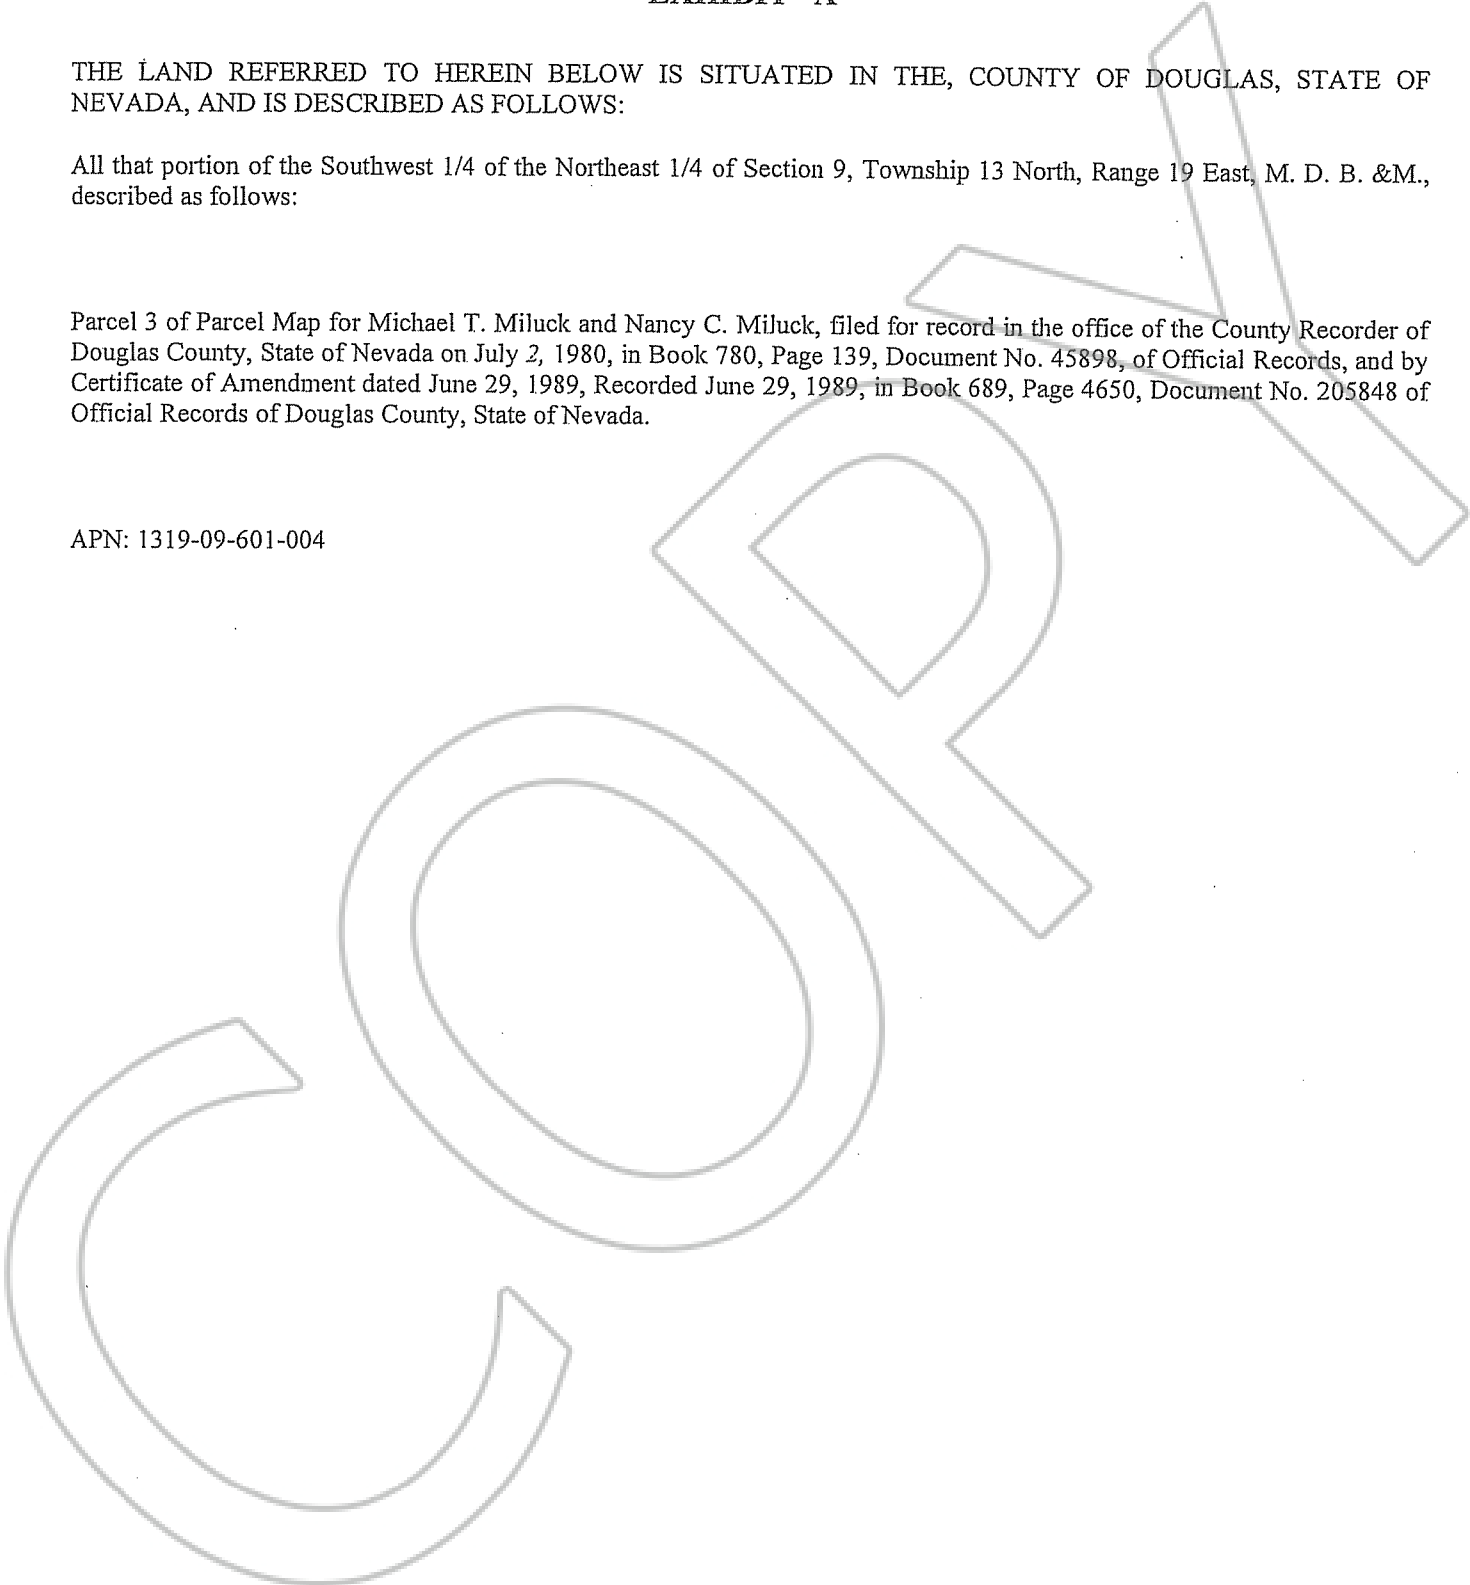 THE LAND REFERRED TO HEREIN BELOW IS SITUATED IN THE, COUNTY OF DOUGLAS, STATE OF
NEVADA, AND IS DESCRIBED AS FOLLOWS:
All that portion of the Southwest 1/4 of the Northeast 1/4 of Section 9, Township 13 North, Range 19 East, M. D. B. &M.,
described as follows:
Parcel 3 of Parcel Map for Michael T. Miluck and Nancy C. Miluck, filed for record in the office of the County Recorder of
Douglas County, State of Nevada on July 2, 1980, in Book 780, Page 139, Document No. 45898, of Official Records, and by
Certificate of Amendment dated June 29, 1989, Recorded June 29, 1989, in Book 689, Page 4650, Document No. 205848 of
Official Records of Douglas County, State of Nevada.
APN: 1319-09-601-004
COPY